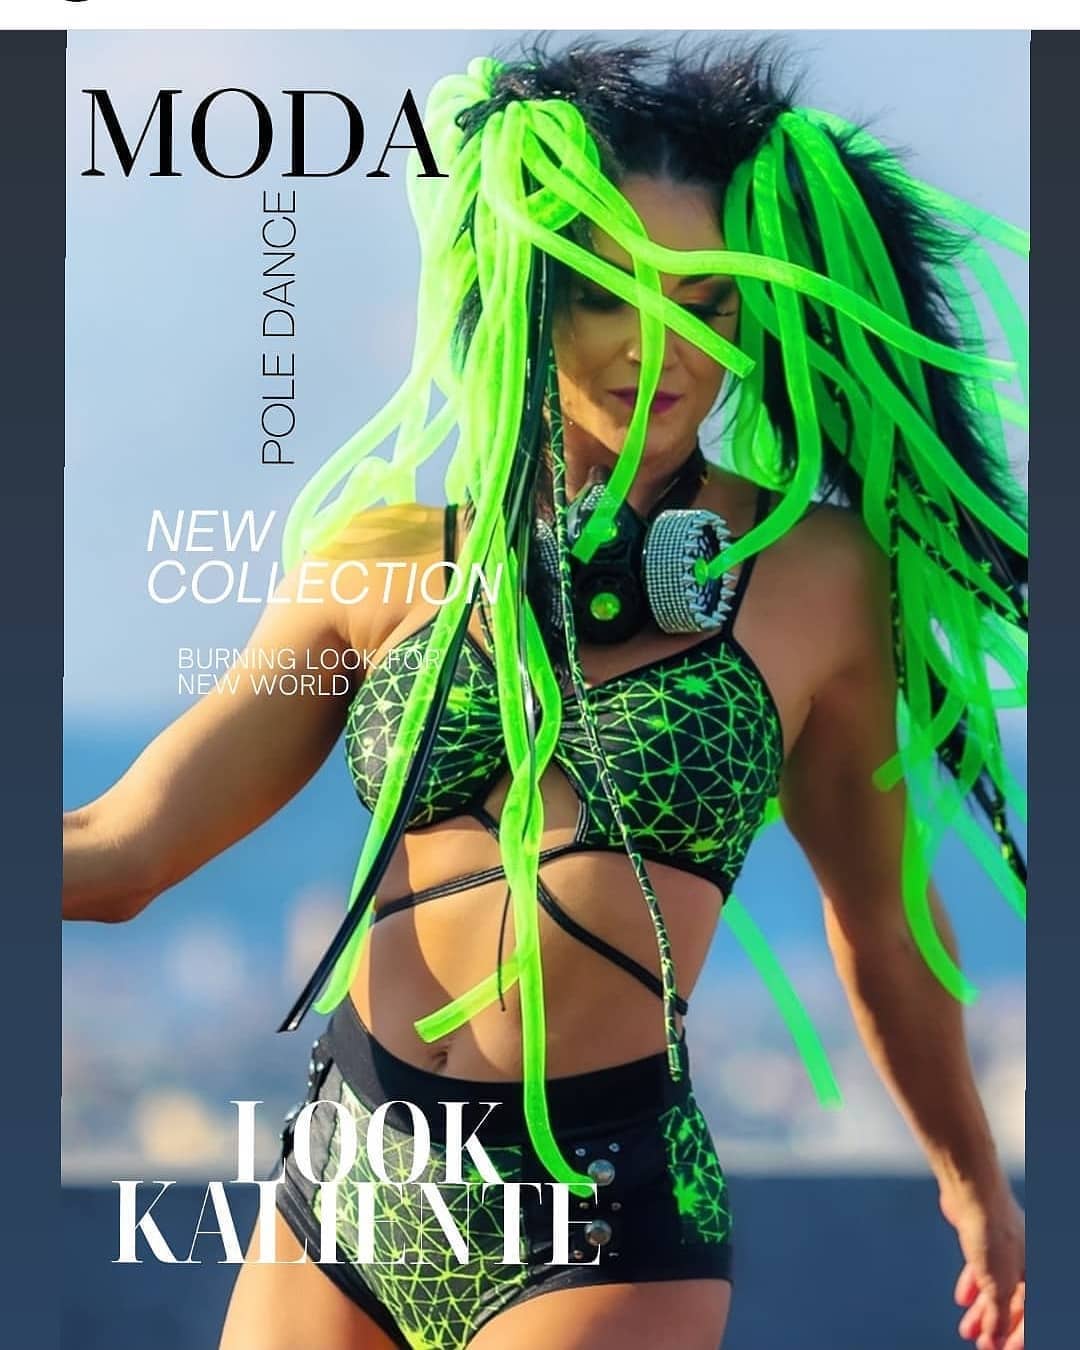 MODA
POLE DANCE
NEW
COLLECTION
BURNING LOOK FOR
NEW WORLD
LOOK
KALIENTE